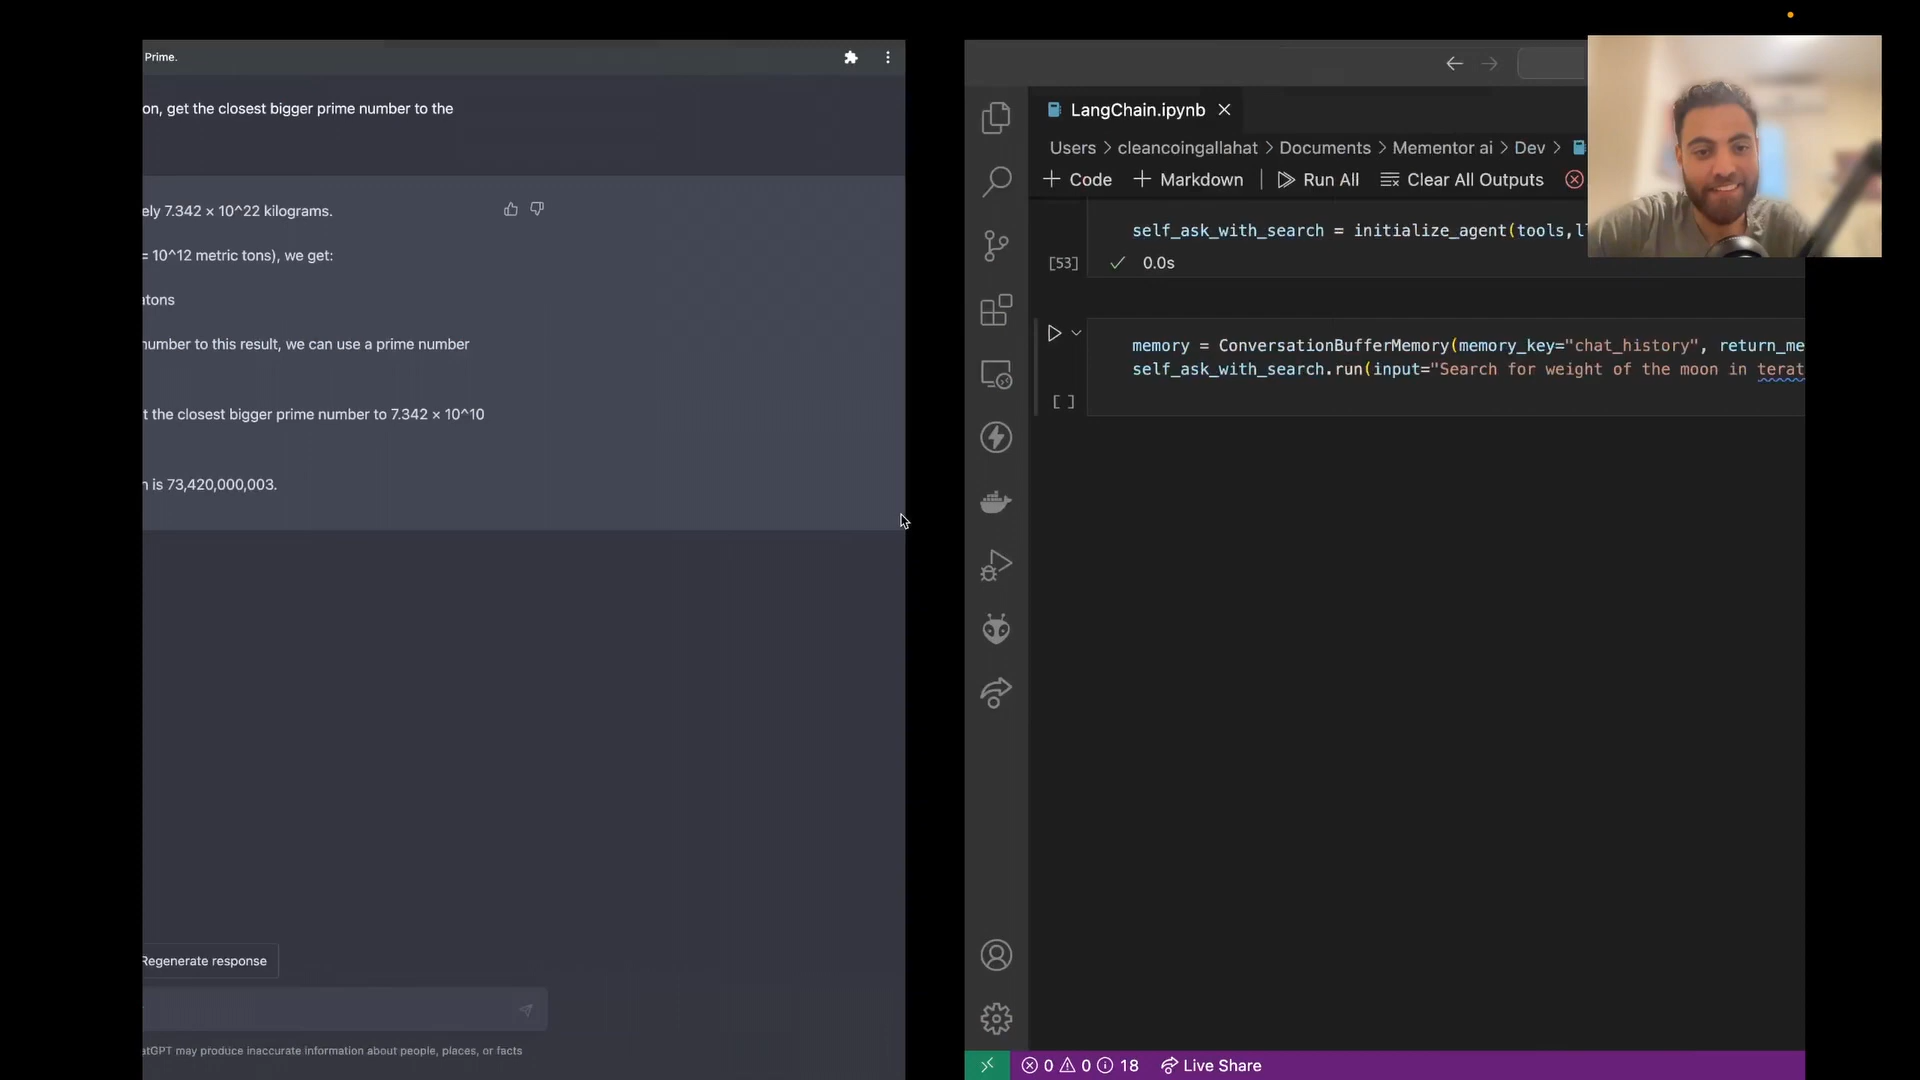 Prime.
on, get the closest bigger prime number to the
ely 7.342 × 10^22 kilograms.
= 10^12 metric tons), we get:
atons
number to this result, we can use a prime number
t the closest bigger prime number to 7.342 × 10^10
n is 73,420,000,003.
Regenerate response
atGPT may produce inaccurate information about people, places, or facts
LangChain.ipynb
Users > cleancoingallahat > Documents > Mementor ai > Dev >
+ Code + Markdown | Run All Clear All Outputs
self_ask_with_search = initialize_agent(tools,l
[53] ✓ 0.0s
memory = ConversationBufferMemory(memory_key="chat_history", return_me
self_ask_with_search.run(input="Search for weight of the moon in terat
[ ]
0 0 18 Live Share